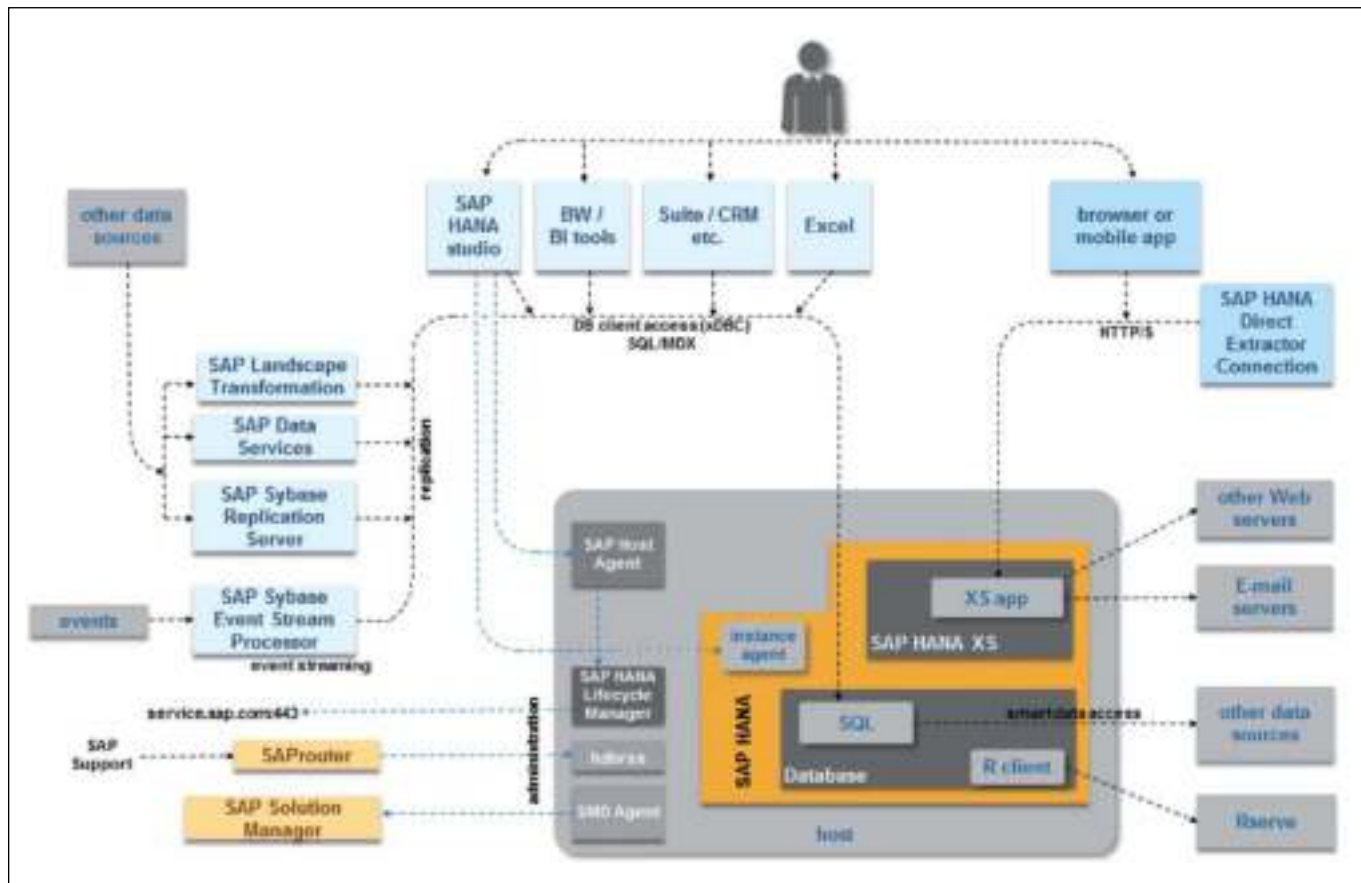 SAP
HANA
studio
BW /
BI tools
Suite / CRM
etc.
Excel
browser or
mobile app
other data
sources
SAP HANA
Direct
Extractor
Connection
DB client access (xDBC)
SQL/MDX
HTTP/S
SAP Landscape
Transformation
SAP Data
Services
replication
SAP Sybase
Replication
Server
other Web
servers
SAP Host
Agent
XS app
E-mail
servers
events
SAP Sybase
Event Stream
Processor
event streaming
instance
agent
SAP HANA XS
SAP HANA
Lifecycle
Manager
service.sap.com:443
administration
SAP HANA
SQL
smart data access
other data
sources
SAP
Support
SAProuter
hdbrss
Database
R client
SAP Solution
Manager
SMD Agent
host
Rserve